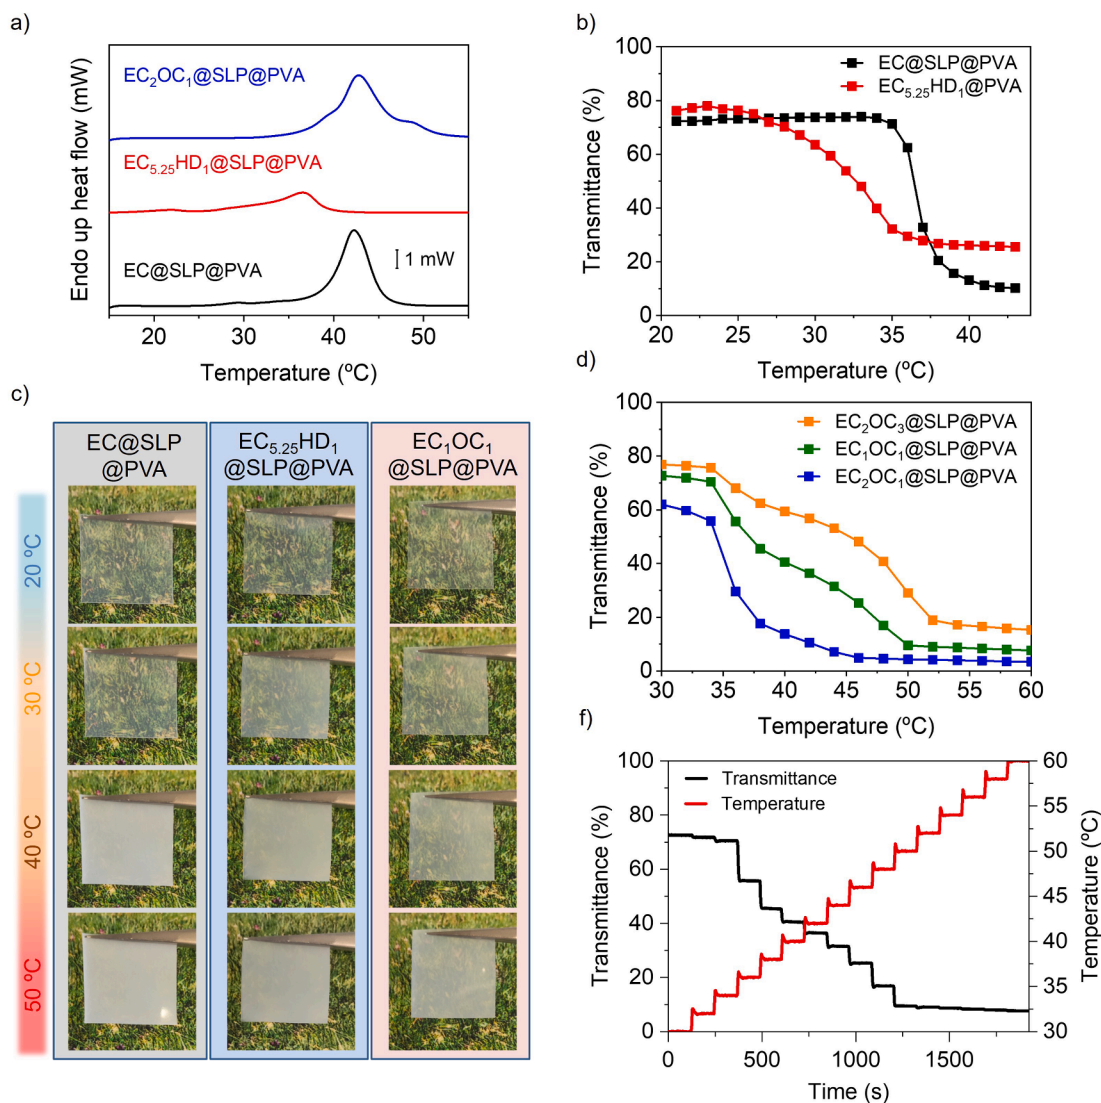 a)
Endo up heat flow (mW)
EC₂OC₁@SLP@PVA
EC₅.₂₅HD₁@SLP@PVA
EC@SLP@PVA
1 mW
20 30 40 50
Temperature (ºC)
b)
Transmittance (%)
100
80
60
40
20
0
EC@SLP@PVA
EC₅.₂₅HD₁@PVA
20 25 30 35 40
Temperature (ºC)
c)
EC@SLP
@PVA
EC₅.₂₅HD₁
@SLP@PVA
EC₁OC₁
@SLP@PVA
20 ºC
30 ºC
40 ºC
50 ºC
d)
Transmittance (%)
100
80
60
40
20
0
EC₂OC₃@SLP@PVA
EC₁OC₁@SLP@PVA
EC₂OC₁@SLP@PVA
30 35 40 45 50 55 60
Temperature (ºC)
f)
Transmittance (%)
100
80
60
40
20
0
Transmittance
Temperature
60
55
50
45
40
35
30
Temperature (ºC)
0 500 1000 1500
Time (s)